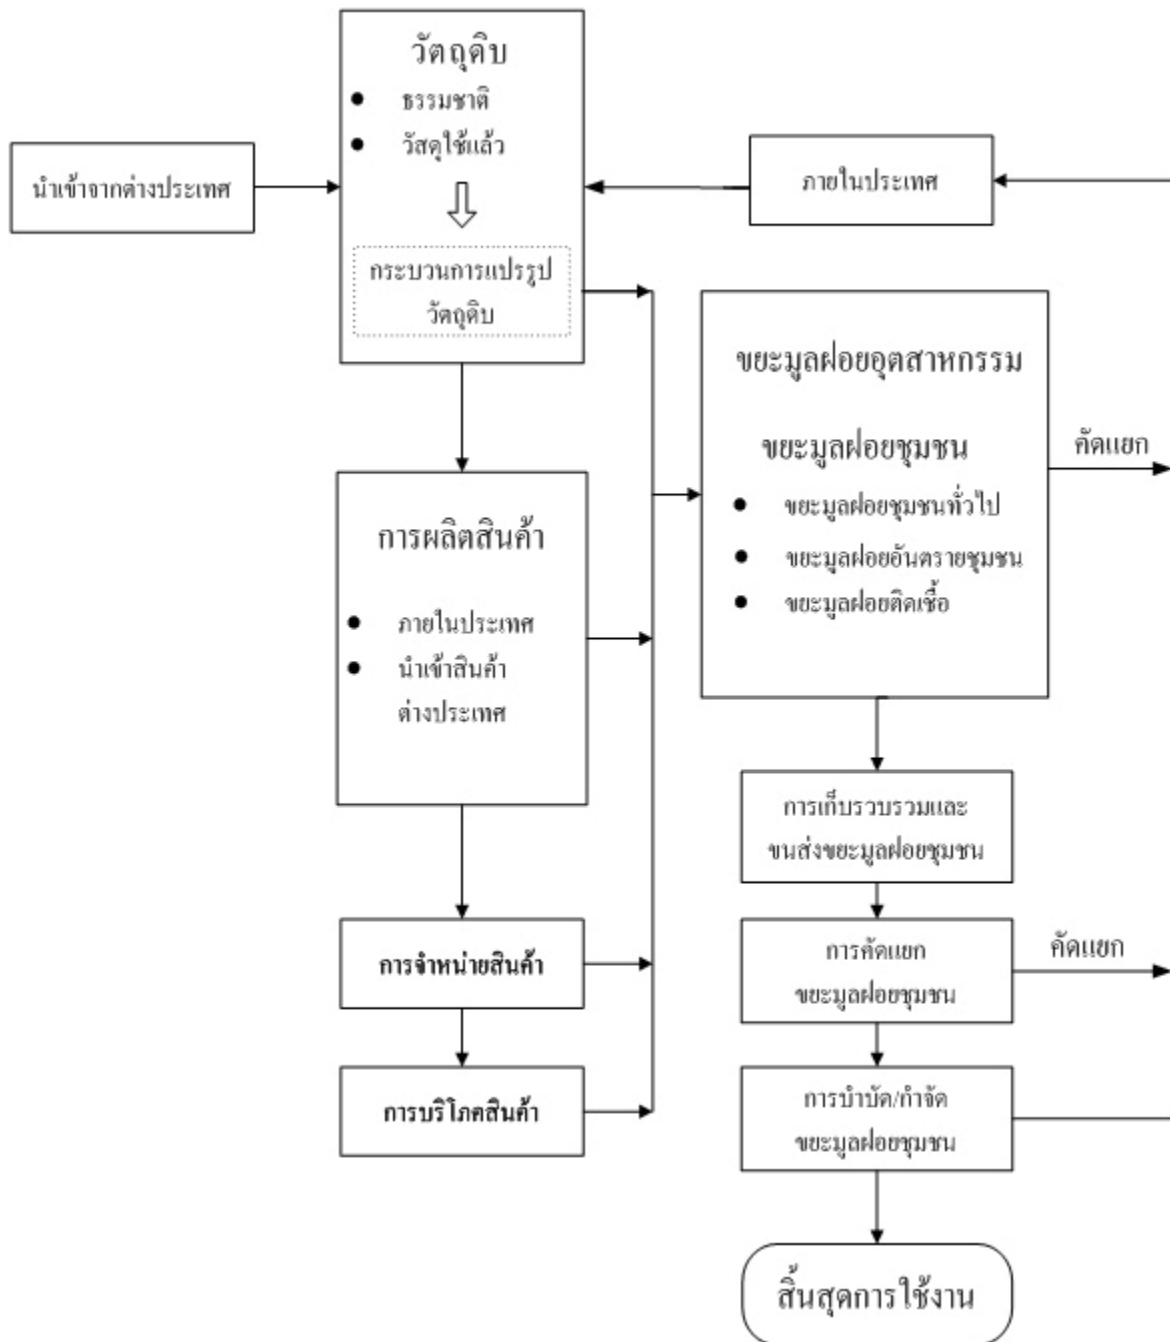 วัตถุดิบ
ธรรมชาติ
วัสดุใช้แล้ว
นำเข้าจากต่างประเทศ
ภายในประเทศ
กระบวนการแปรรูป
วัตถุดิบ
ขยะมูลฝอยอุตสาหกรรม
ขยะมูลฝอยชุมชน
ขยะมูลฝอยชุมชนทั่วไป
ขยะมูลฝอยอันตรายชุมชน
ขยะมูลฝอยติดเชื้อ
คัดแยก
การผลิตสินค้า
ภายในประเทศ
นำเข้าสินค้า
ต่างประเทศ
การเก็บรวบรวมและ
ขนส่งขยะมูลฝอยชุมชน
การจำหน่ายสินค้า
การคัดแยก
ขยะมูลฝอยชุมชน
คัดแยก
การบริโภคสินค้า
การบำบัด/กำจัด
ขยะมูลฝอยชุมชน
สิ้นสุดการใช้งาน